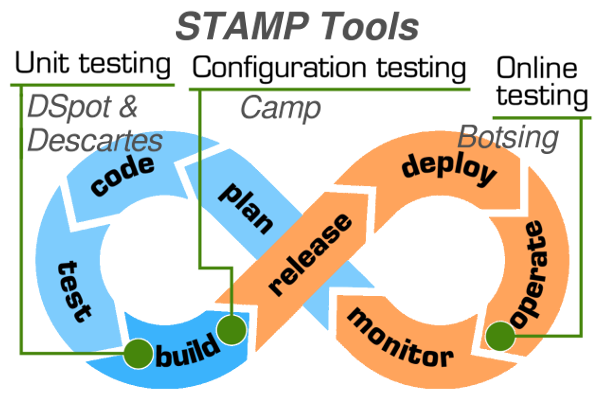 STAMP Tools
Unit testing
Configuration testing
Online
testing
DSpot &
Descartes
Camp
Botsing
code
plan
deploy
release
operate
test
build
monitor